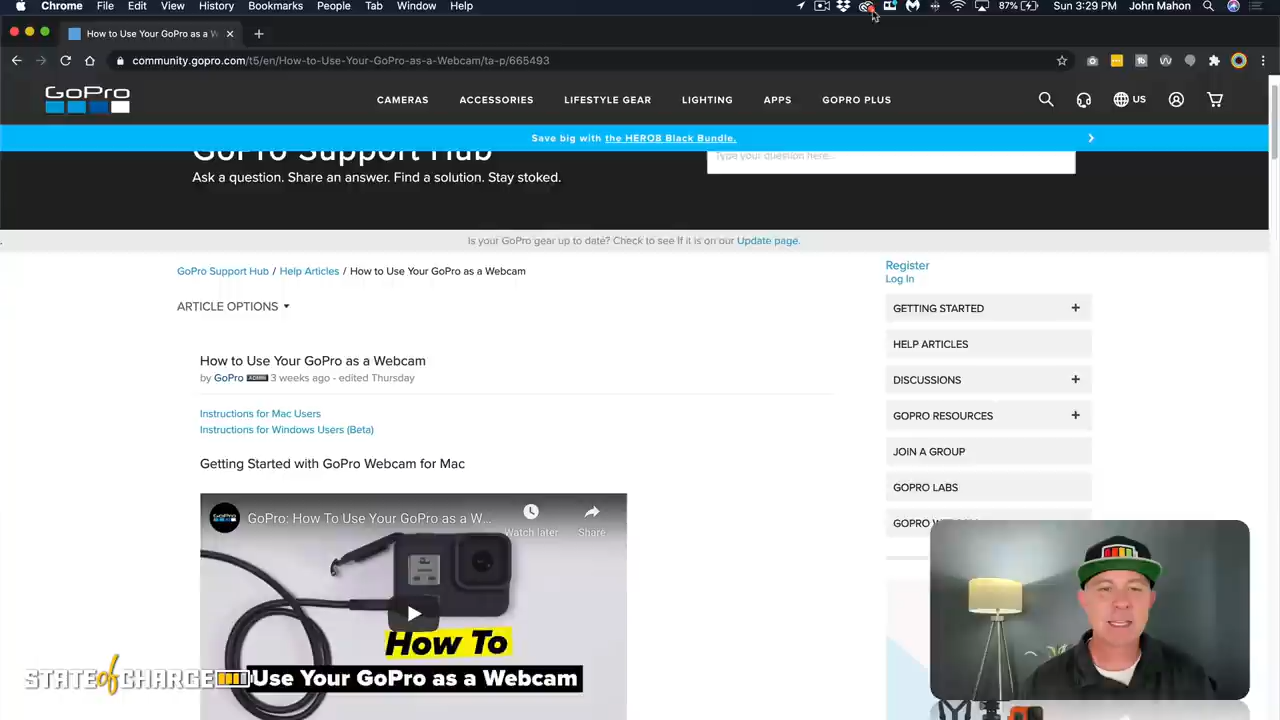 Chrome File Edit View History Bookmarks People Tab Window Help 87% Sun 3:29 PM John Mahon
How to Use Your GoPro as a W
community.gopro.com/t5/en/How-to-Use-Your-GoPro-as-a-Webcam/ta-p/665493
GoPro CAMERAS ACCESSORIES LIFESTYLE GEAR LIGHTING APPS GOPRO PLUS US
Save big with the HERO8 Black Bundle.
GoPro Support Hub
Type your question here...
Ask a question. Share an answer. Find a solution. Stay stoked.
Is your GoPro gear up to date? Check to see if it is on our Update page.
GoPro Support Hub / Help Articles / How to Use Your GoPro as a Webcam
ARTICLE OPTIONS
How to Use Your GoPro as a Webcam
by GoPro ADMIN 3 weeks ago - edited Thursday
Instructions for Mac Users
Instructions for Windows Users (Beta)
Getting Started with GoPro Webcam for Mac
GoPro: How To Use Your GoPro as a W...
Watch later Share
How To
Use Your GoPro as a Webcam
Register
Log In
GETTING STARTED +
HELP ARTICLES
DISCUSSIONS +
GOPRO RESOURCES +
JOIN A GROUP
GOPRO LABS
GOPRO
STATE of CHARGE